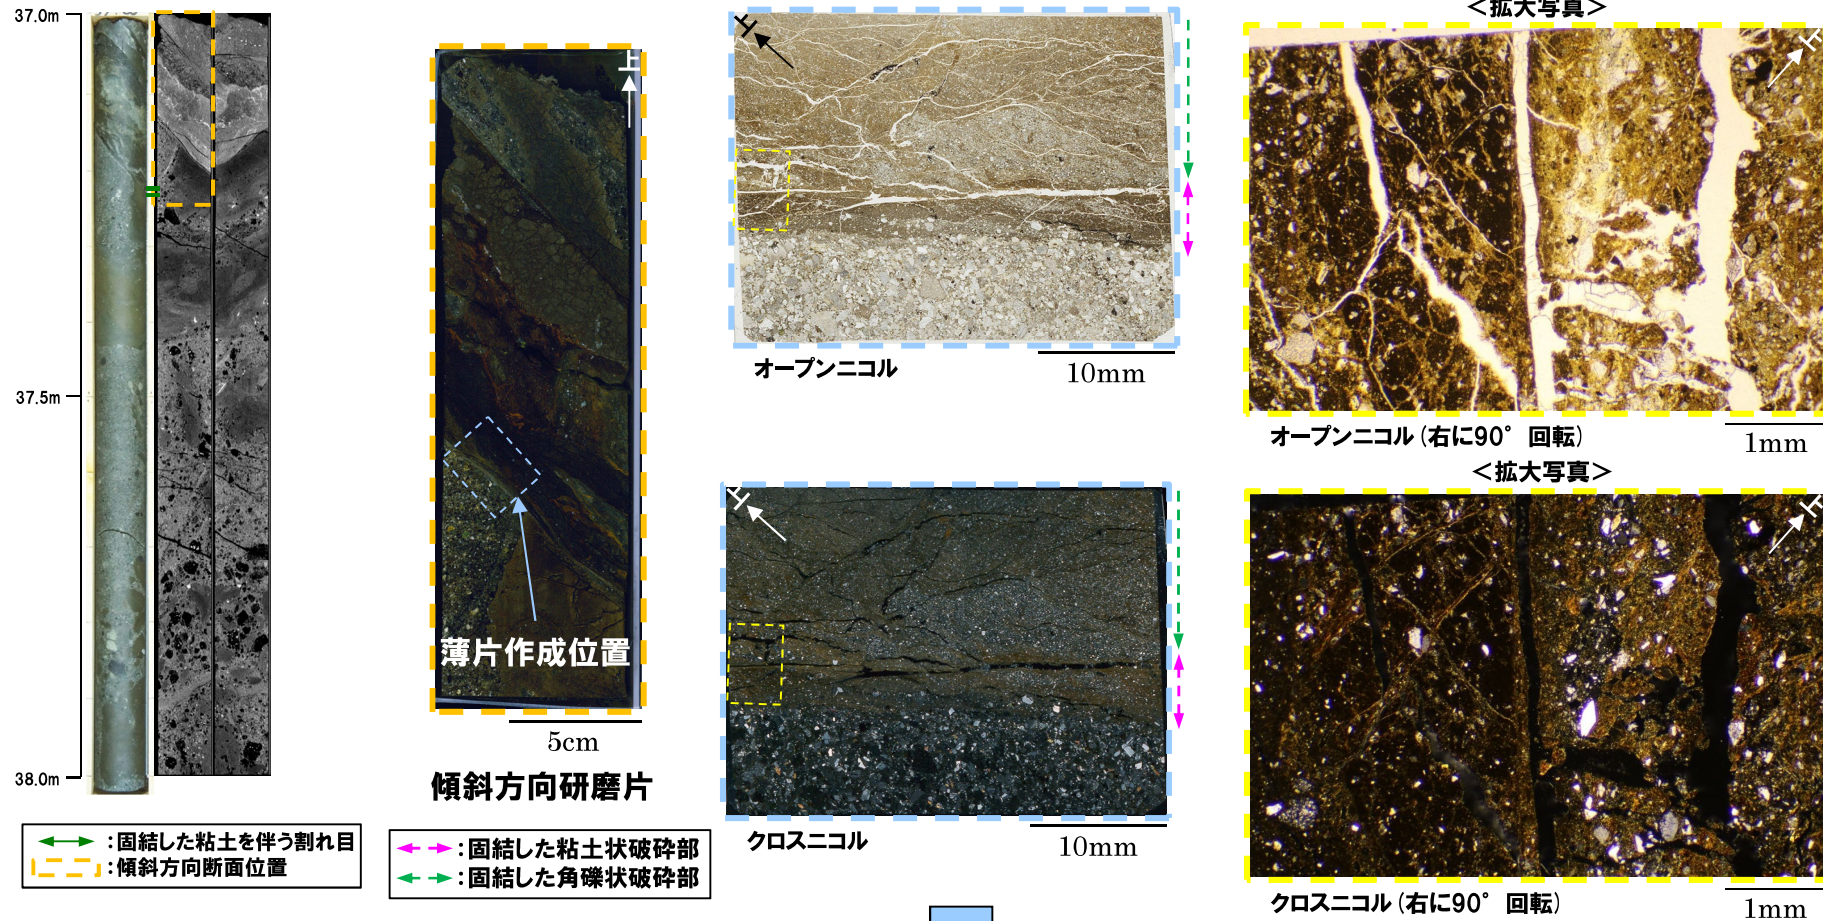 37.0m
37.5m
38.0m
:固結した粘土を伴う割れ目
:傾斜方向断面位置
上
薄片作成位置
5cm
傾斜方向研磨片
:固結した粘土状破砕部
:固結した角礫状破砕部
上
オープンニコル
10mm
上
クロスニコル
10mm
<拡大写真>
上
オープンニコル(右に90°回転)
1mm
<拡大写真>
上
クロスニコル(右に90°回転)
1mm